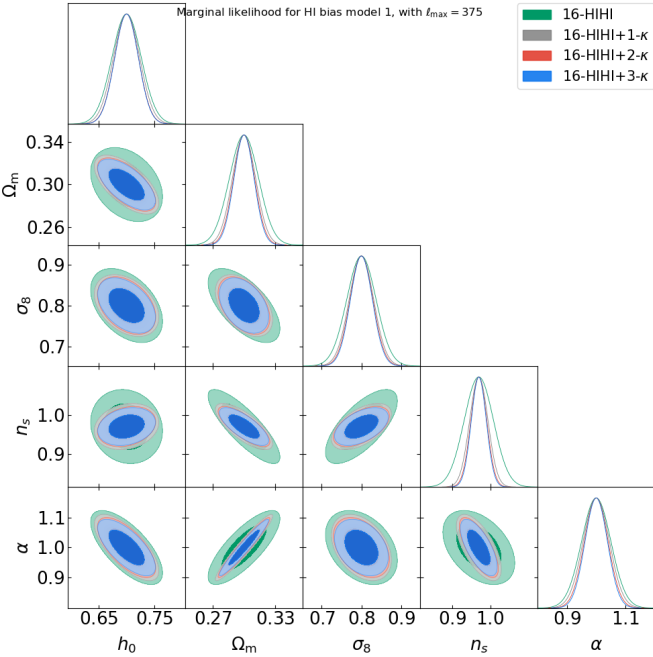 Marginal likelihood for HI bias model 1, with ℓmax = 375
16-HIHI
16-HIHI+1-κ
16-HIHI+2-κ
16-HIHI+3-κ
Ωm
0.34
0.30
0.26
σ8
0.9
0.8
0.7
ns
1.0
0.9
α
1.1
1.0
0.9
0.65 0.75 0.27 0.33 0.7 0.8 0.9 0.9 1.0 0.9 1.1
h0 Ωm σ8 ns α